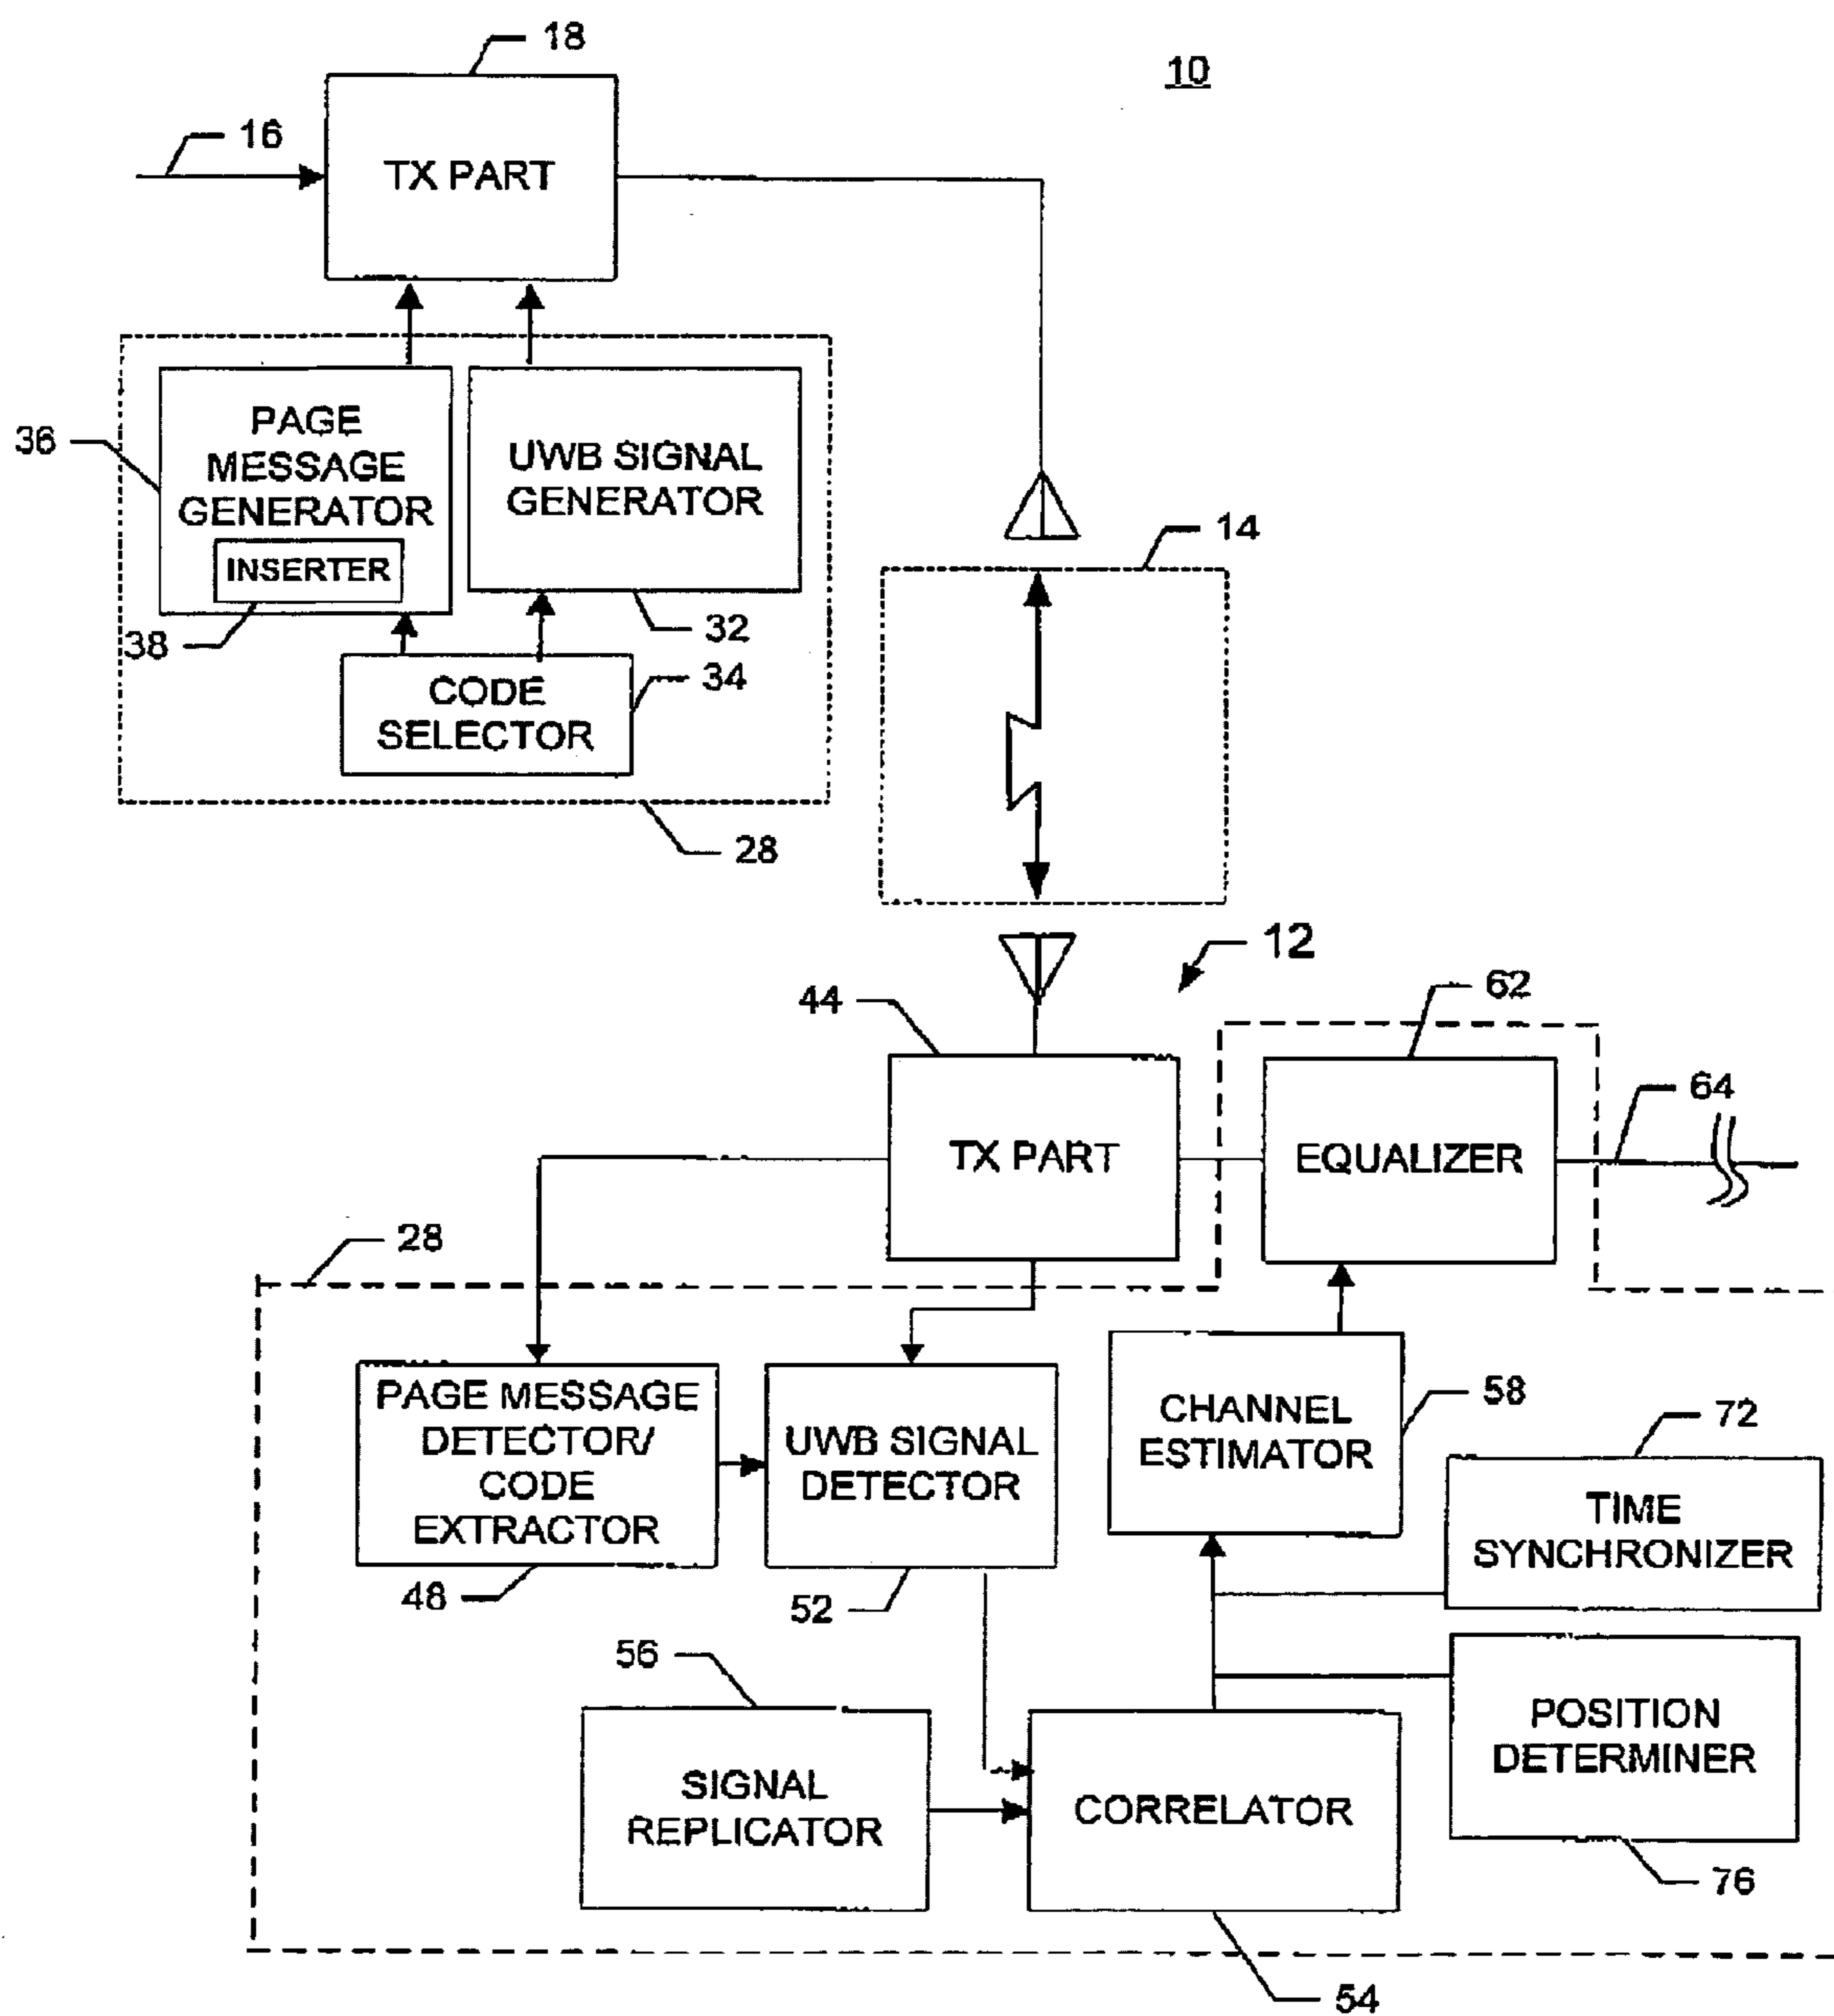 18
10
16
TX PART
PAGE
MESSAGE
GENERATOR
36
UWB SIGNAL
GENERATOR
INSERTER
14
38
32
CODE
SELECTOR
34
28
12
44
62
64
TX PART
EQUALIZER
28
PAGE MESSAGE
DETECTOR/
CODE
EXTRACTOR
UWB SIGNAL
DETECTOR
CHANNEL
ESTIMATOR
58
72
TIME
SYNCHRONIZER
48
52
56
POSITION
DETERMINER
SIGNAL
REPLICATOR
CORRELATOR
76
54